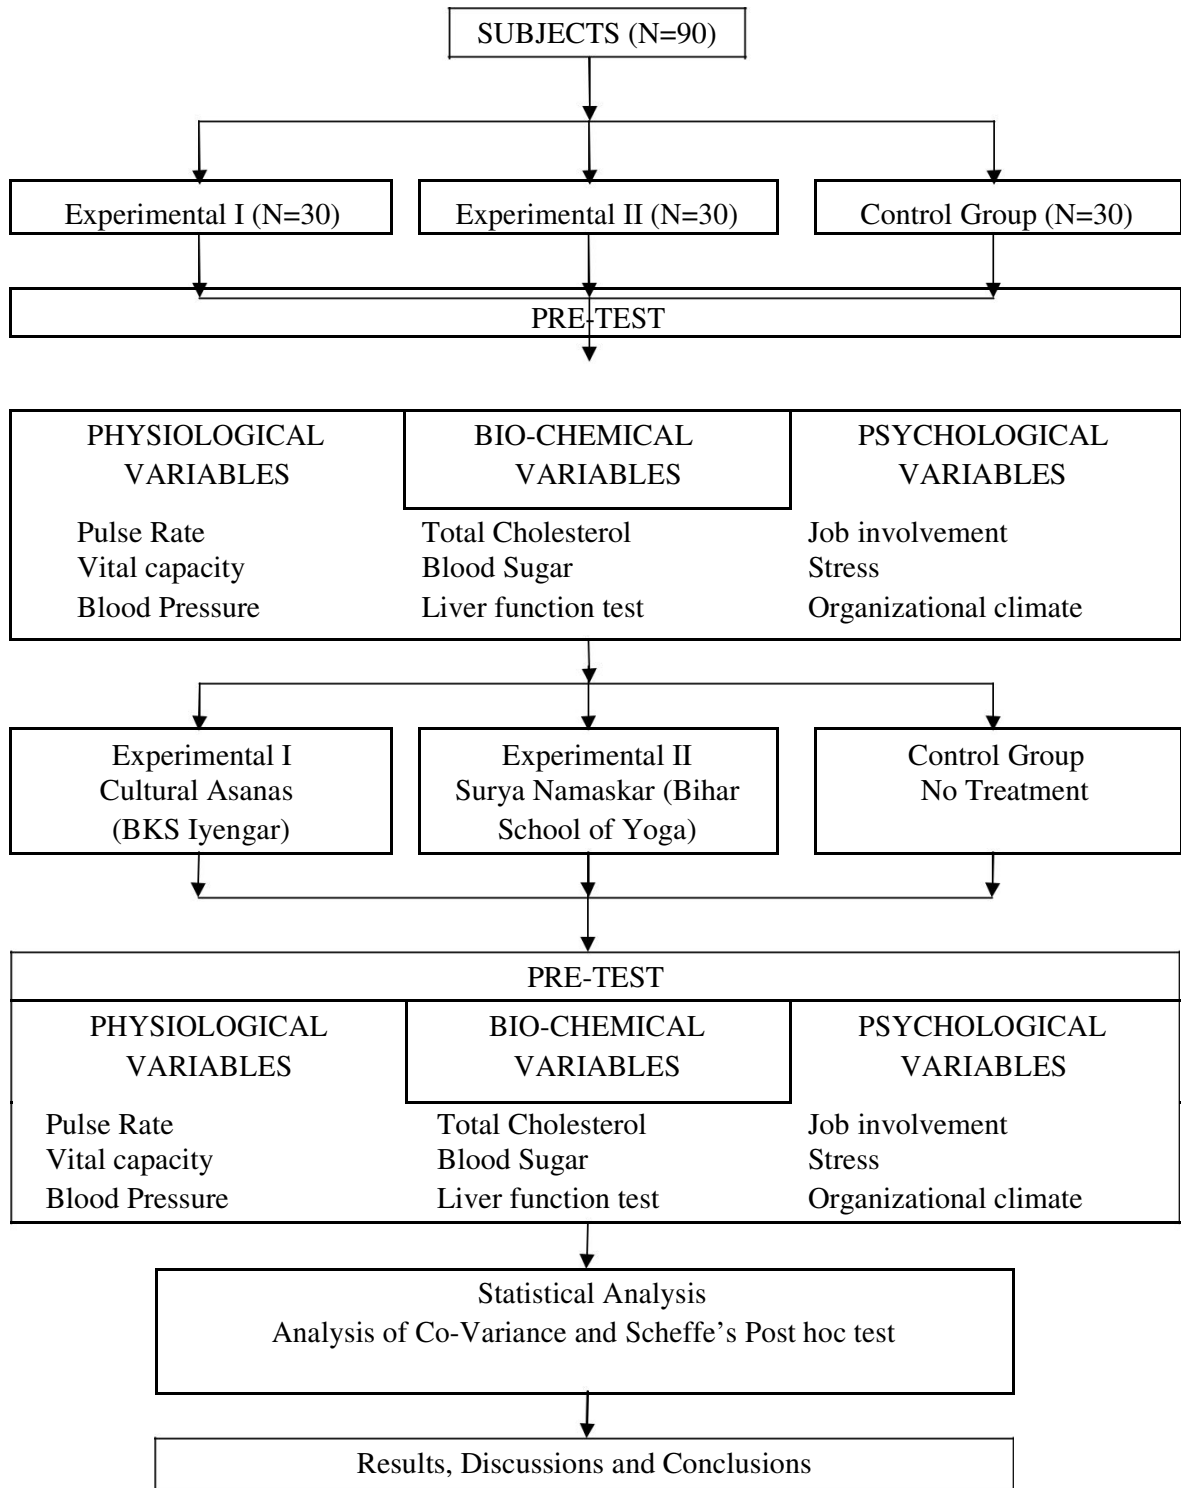 SUBJECTS (N=90)
Experimental I (N=30)
Experimental II (N=30)
Control Group (N=30)
PRE-TEST
PHYSIOLOGICAL
VARIABLES
BIO-CHEMICAL
VARIABLES
PSYCHOLOGICAL
VARIABLES
Pulse Rate
Vital capacity
Blood Pressure
Total Cholesterol
Blood Sugar
Liver function test
Job involvement
Stress
Organizational climate
Experimental I
Cultural Asanas
(BKS Iyengar)
Experimental II
Surya Namaskar (Bihar
School of Yoga)
Control Group
No Treatment
PRE-TEST
PHYSIOLOGICAL
VARIABLES
BIO-CHEMICAL
VARIABLES
PSYCHOLOGICAL
VARIABLES
Pulse Rate
Vital capacity
Blood Pressure
Total Cholesterol
Blood Sugar
Liver function test
Job involvement
Stress
Organizational climate
Statistical Analysis
Analysis of Co-Variance and Scheffe’s Post hoc test
Results, Discussions and Conclusions